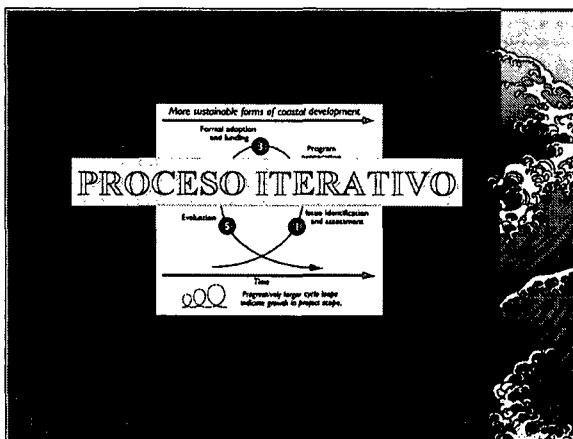 More sustainable forms of coastal development
Formal adoption
and funding
3
Program
PROCESO ITERATIVO
Evaluation
5
1
Issue identification
and assessment
Time
Progressively larger cycle loops
indicate growth in project scope.